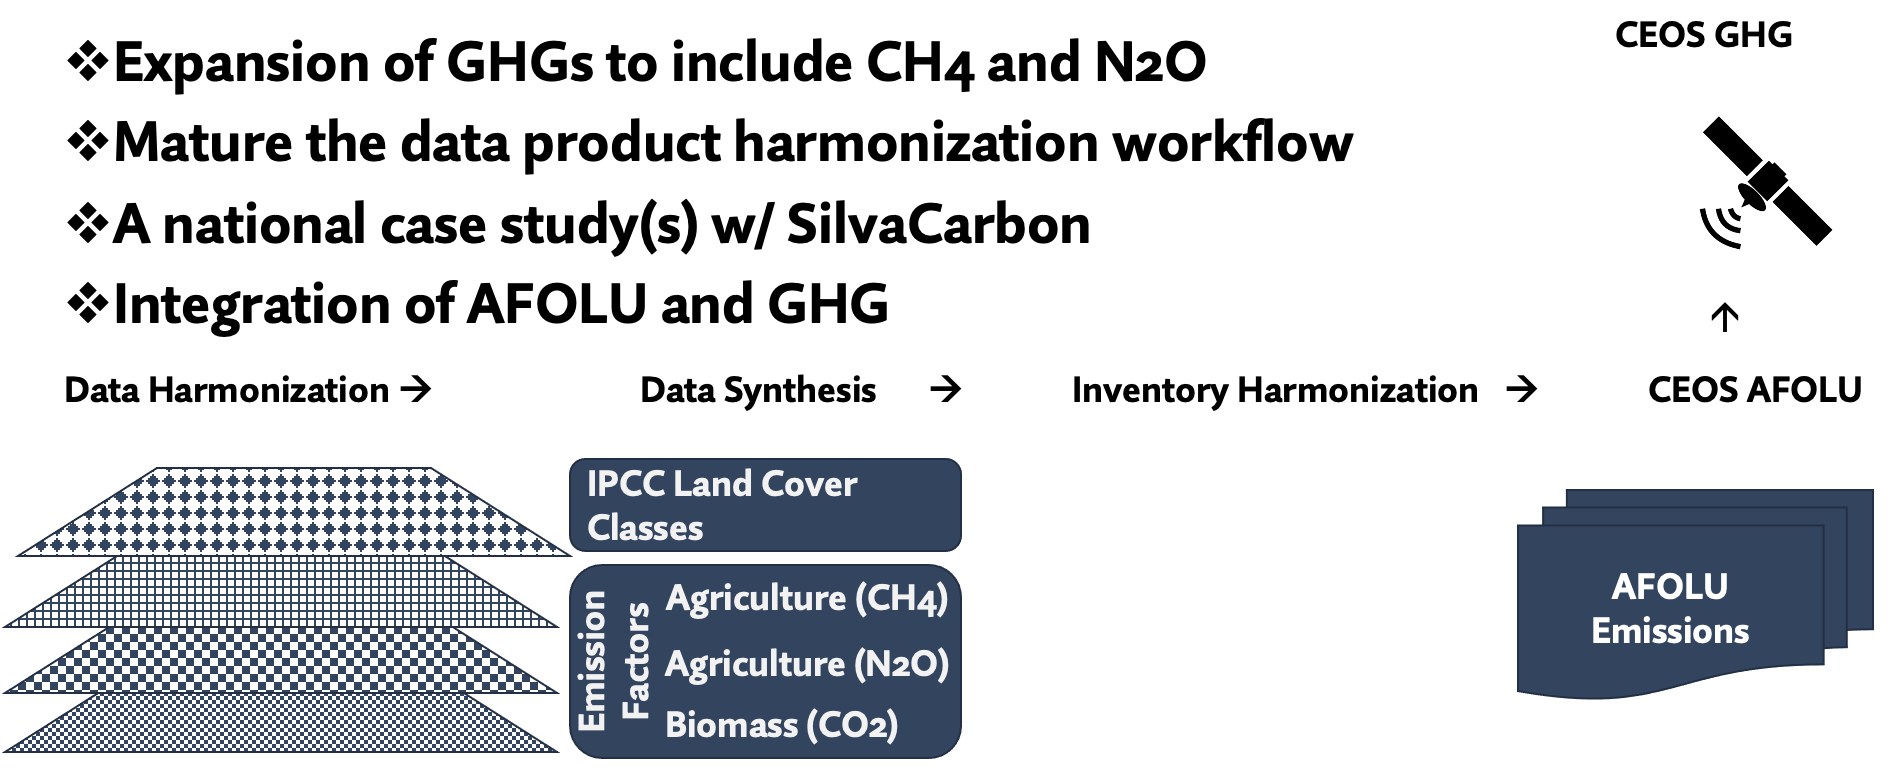 CEOS GHG
❖Expansion of GHGs to include CH4 and N2O
❖Mature the data product harmonization workflow
❖A national case study(s) w/ SilvaCarbon
❖Integration of AFOLU and GHG
↑
Data Harmonization → Data Synthesis → Inventory Harmonization → CEOS AFOLU
IPCC Land Cover
Classes
Emission
Factors
Agriculture (CH4)
Agriculture (N2O)
Biomass (CO2)
AFOLU
Emissions